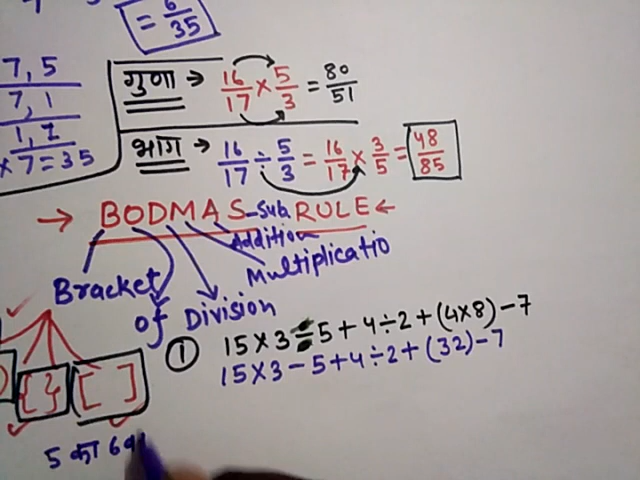 = 6/35
7, 5
7, 1
1, 1
× 7 = 35
गुणा → 16/17 × 5/3 = 80/51
भाग → 16/17 ÷ 5/3 = 16/17 × 3/5 = 48/85
→ BODMAS - Sub. RULE ←
Addition
Multiplicatio
Bracket
of Division
{ } [ ]
① 15 × 3 ÷ 5 + 4 ÷ 2 + (4×8) - 7
15 × 3 - 5 + 4 ÷ 2 + (32) - 7
5 का 6